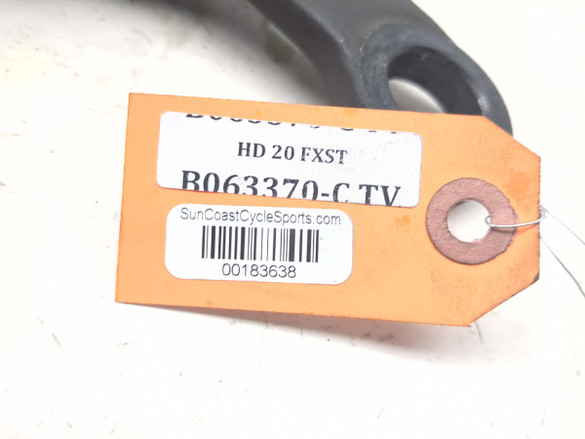 HD 20 FXST
B063370-C TV
SunCoastCycleSports.com
00183638